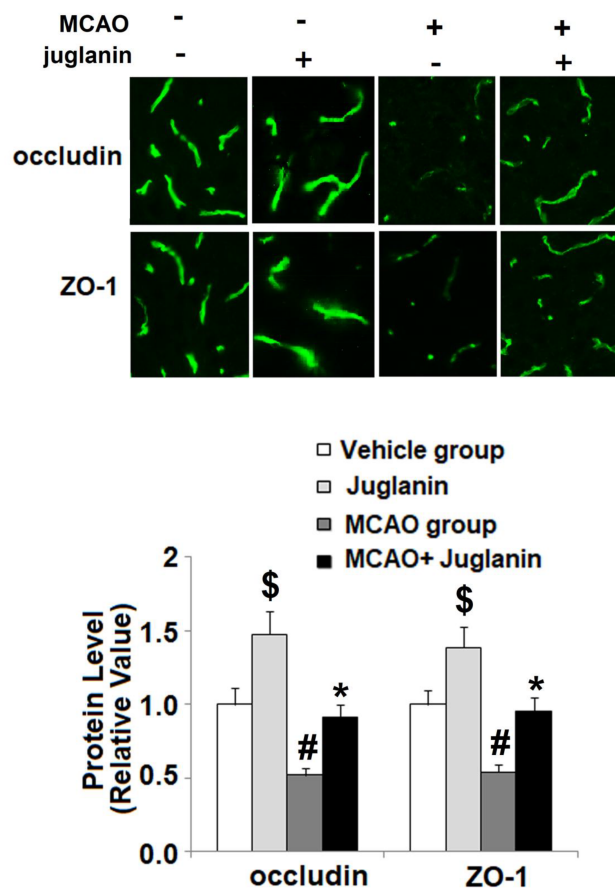 MCAO - - + +
juglanin - + - +
occludin
ZO-1
Vehicle group
Juglanin
MCAO group
MCAO+ Juglanin
Protein Level
(Relative Value)
2
1.5
1.0
0.5
0.0
$ # * $ # *
occludin ZO-1